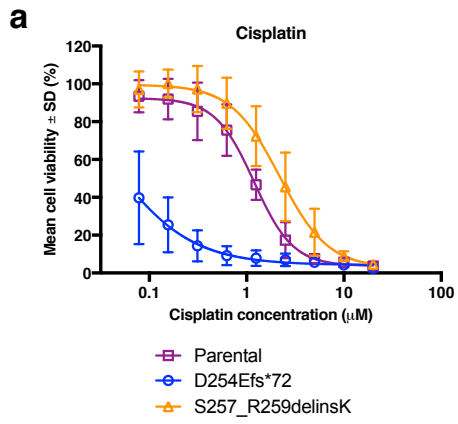 a
Cisplatin
Mean cell viability ± SD (%)
120
100
80
60
40
20
0
0.1
1
10
100
Cisplatin concentration (μM)
Parental
D254Efs*72
S257_R259delinsK